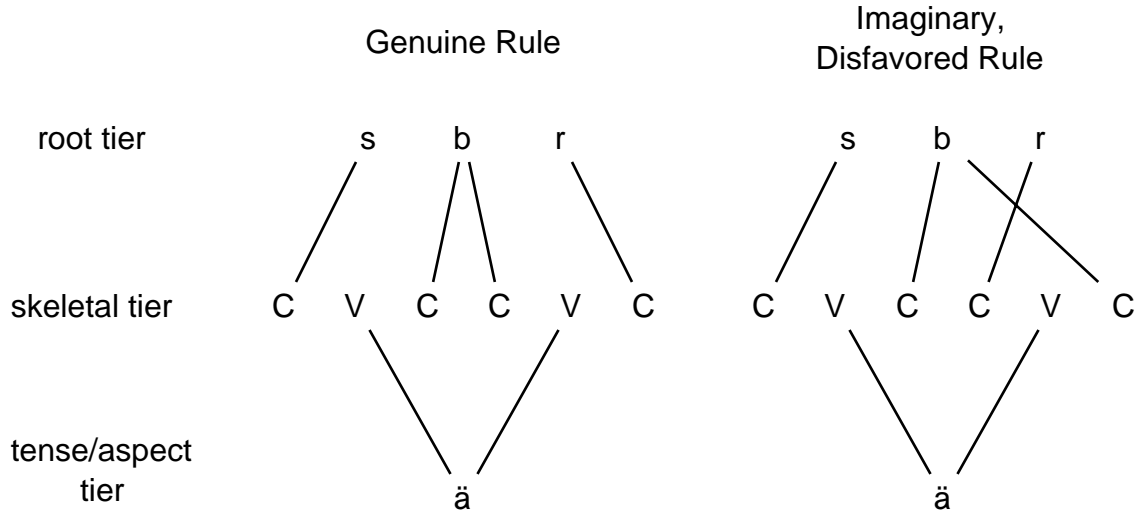 Genuine Rule
Imaginary,
Disfavored Rule
root tier s b r s b r
skeletal tier C V C C V C C V C C V C
tense/aspect
tier
ä ä